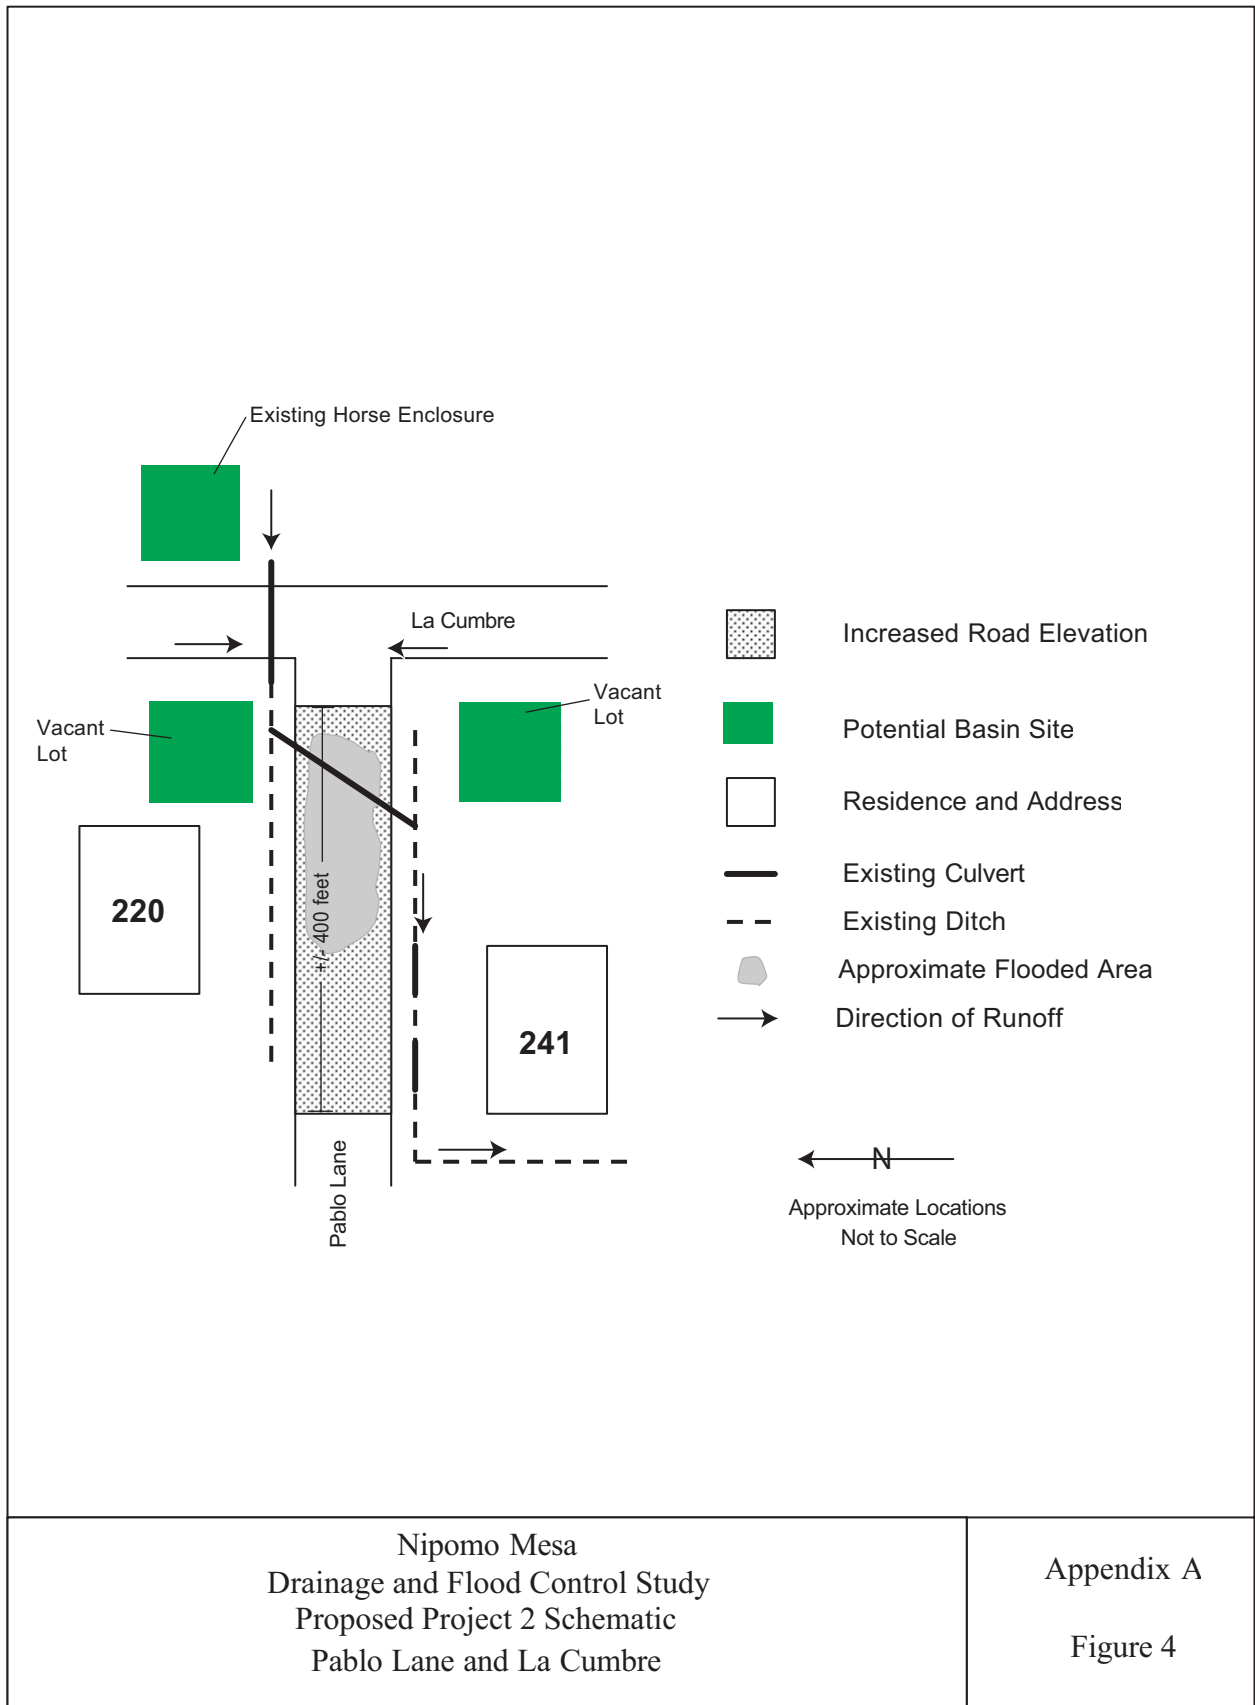 Existing Horse Enclosure
La Cumbre
Vacant
Lot
Vacant
Lot
220
+/- 400 feet
241
Pablo Lane
Increased Road Elevation
Potential Basin Site
Residence and Address
Existing Culvert
Existing Ditch
Approximate Flooded Area
Direction of Runoff
N
Approximate Locations
Not to Scale
Nipomo Mesa
Drainage and Flood Control Study
Proposed Project 2 Schematic
Pablo Lane and La Cumbre
Appendix A
Figure 4